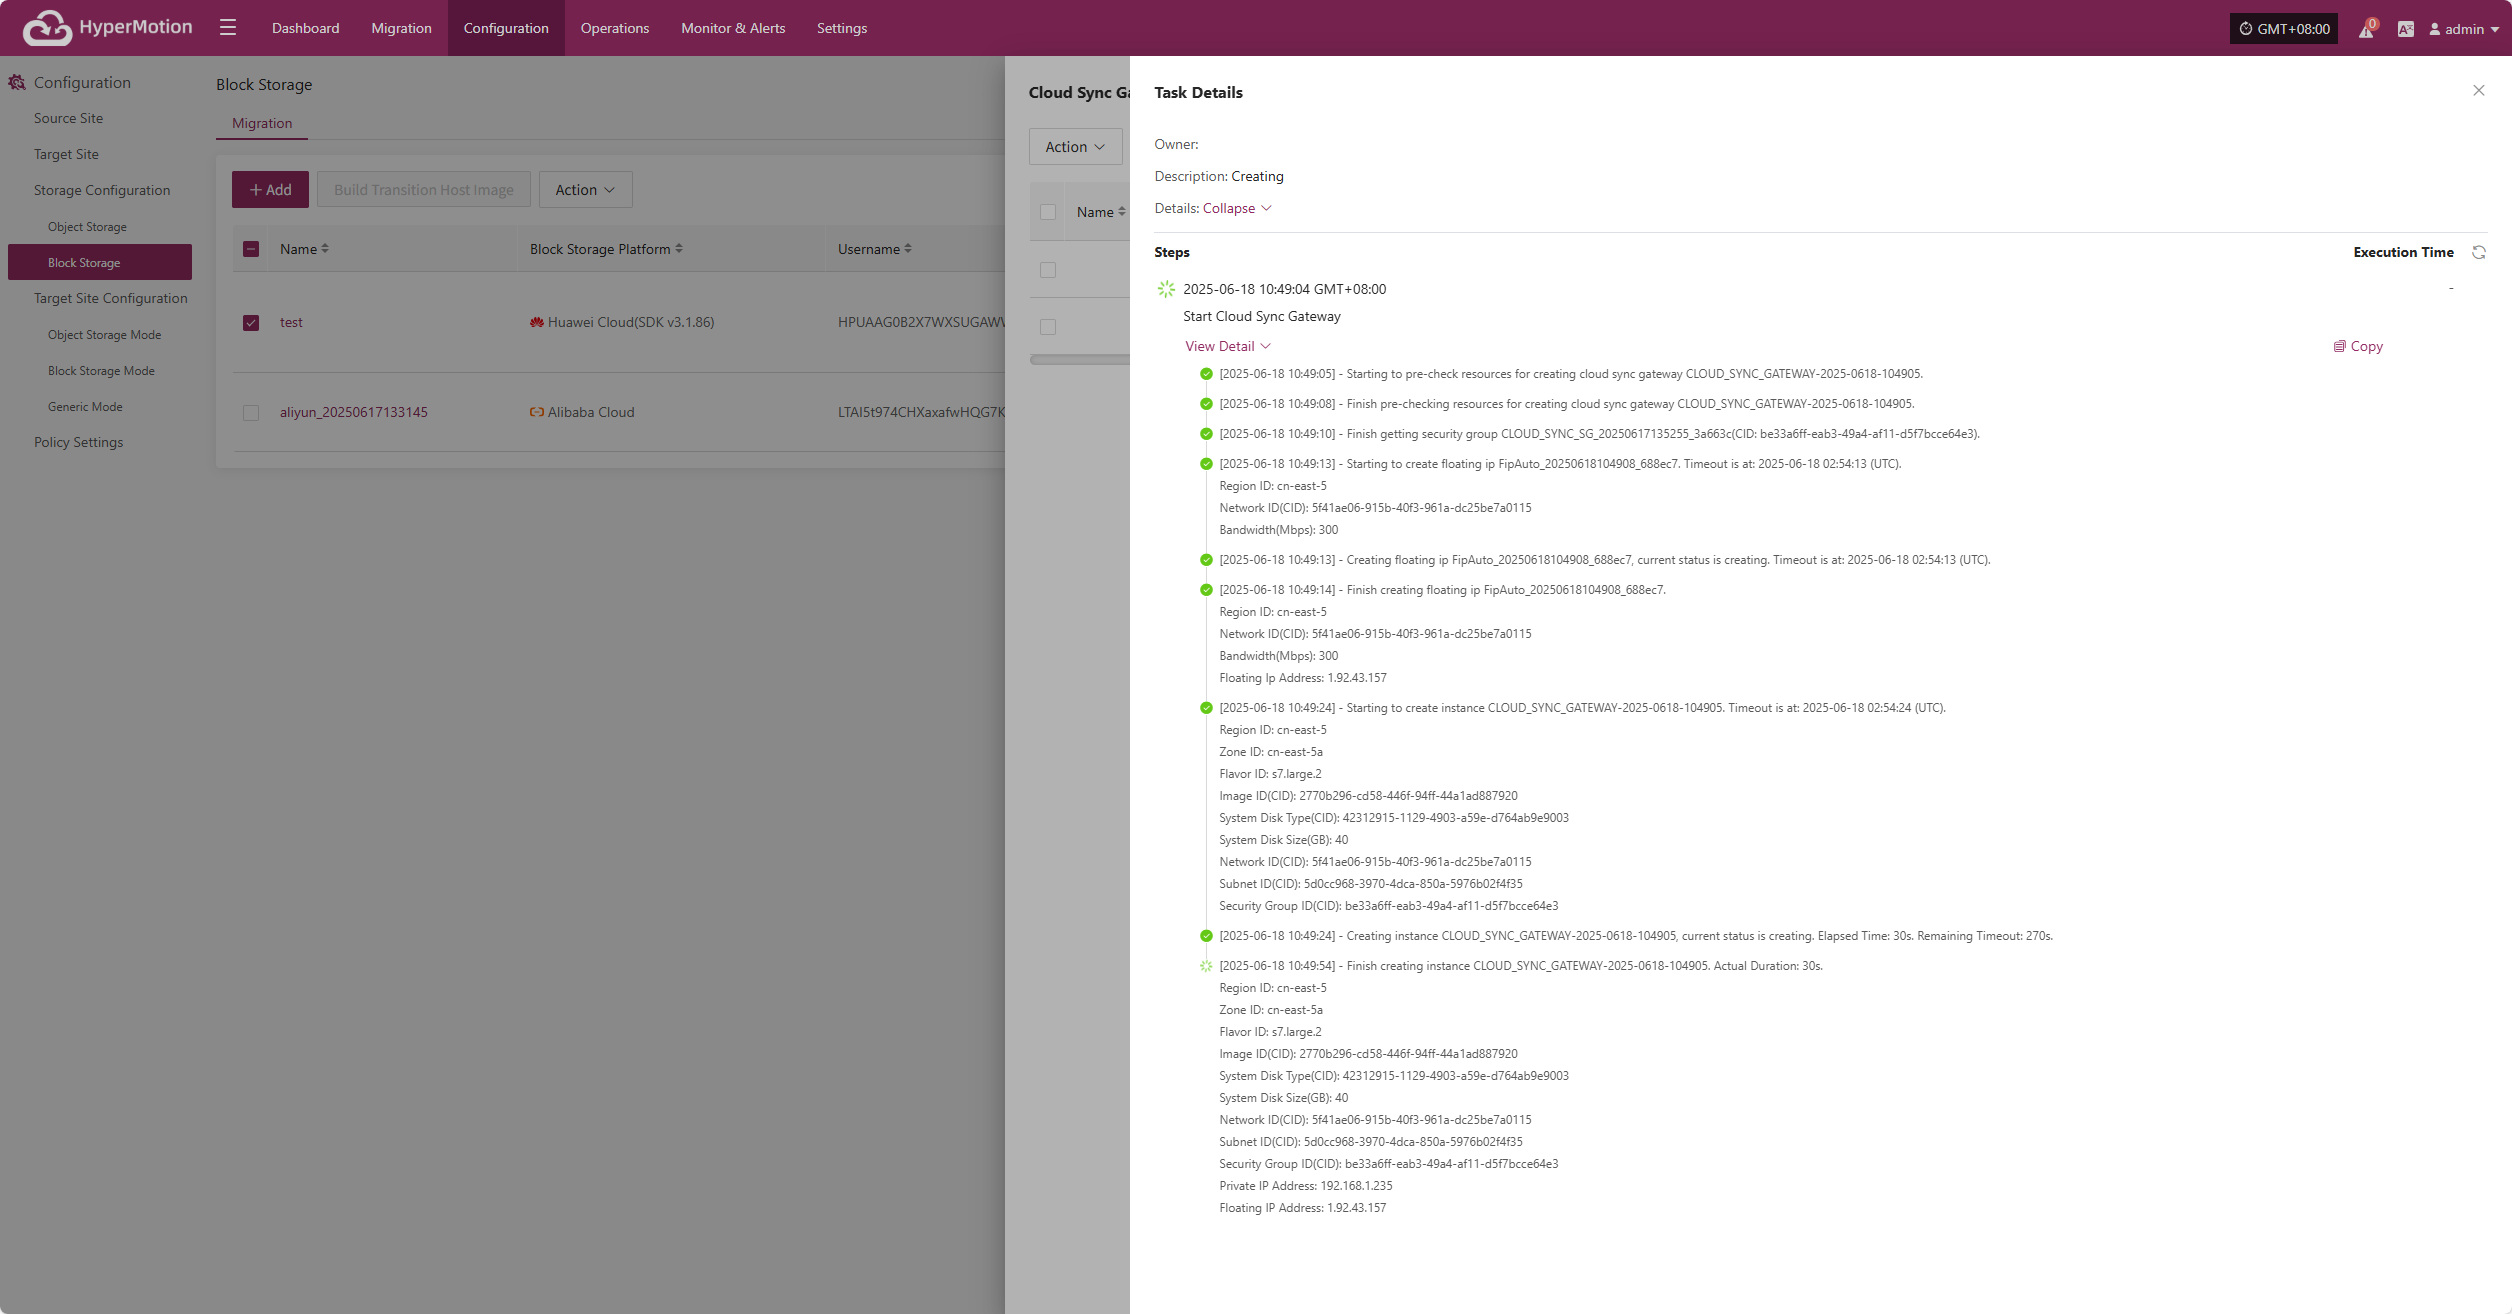 HyperMotion
Dashboard
Migration
Configuration
Operations
Monitor & Alerts
Settings
GMT+08:00
0
admin
Configuration
Source Site
Target Site
Storage Configuration
Object Storage
Block Storage
Target Site Configuration
Object Storage Mode
Block Storage Mode
Generic Mode
Policy Settings
Block Storage
Migration
+ Add
Build Transition Host Image
Action
Name
Block Storage Platform
Username
test
Huawei Cloud(SDK v3.1.86)
aliyun_20250617133145
Alibaba Cloud
Cloud Sync
Action
Name
Task Details
Owner:
Description: Creating
Details: Collapse
Steps
Execution Time
2025-06-18 10:49:04 GMT+08:00
-
Start Cloud Sync Gateway
View Detail
Copy
[2025-06-18 10:49:05] - Starting to pre-check resources for creating cloud sync gateway CLOUD_SYNC_GATEWAY-2025-0618-104905.
[2025-06-18 10:49:08] - Finish pre-checking resources for creating cloud sync gateway CLOUD_SYNC_GATEWAY-2025-0618-104905.
[2025-06-18 10:49:10] - Finish getting security group CLOUD_SYNC_SG_20250617135255_3a663c(CID: be33a6ff-eab3-49a4-af11-d5f7bcce64e3).
[2025-06-18 10:49:13] - Starting to create floating ip FipAuto_20250618104908_688ec7. Timeout is at: 2025-06-18 02:54:13 (UTC).
Region ID: cn-east-5
Network ID(CID): 5f41ae06-915b-40f3-961a-dc25be7a0115
Bandwidth(Mbps): 300
[2025-06-18 10:49:13] - Creating floating ip FipAuto_20250618104908_688ec7, current status is creating. Timeout is at: 2025-06-18 02:54:13 (UTC).
[2025-06-18 10:49:14] - Finish creating floating ip FipAuto_20250618104908_688ec7.
Region ID: cn-east-5
Network ID(CID): 5f41ae06-915b-40f3-961a-dc25be7a0115
Bandwidth(Mbps): 300
Floating Ip Address: 1.92.43.157
[2025-06-18 10:49:24] - Starting to create instance CLOUD_SYNC_GATEWAY-2025-0618-104905. Timeout is at: 2025-06-18 02:54:24 (UTC).
Region ID: cn-east-5
Zone ID: cn-east-5a
Flavor ID: s7.large.2
Image ID(CID): 2770b296-cd58-446f-94ff-44a1ad887920
System Disk Type(CID): 42312915-1129-4903-a59e-d764ab9e9003
System Disk Size(GB): 40
Network ID(CID): 5f41ae06-915b-40f3-961a-dc25be7a0115
Subnet ID(CID): 5d0cc968-3970-4dca-850a-5976b02f4f35
Security Group ID(CID): be33a6ff-eab3-49a4-af11-d5f7bcce64e3
[2025-06-18 10:49:24] - Creating instance CLOUD_SYNC_GATEWAY-2025-0618-104905, current status is creating. Elapsed Time: 30s. Remaining Timeout: 270s.
[2025-06-18 10:49:54] - Finish creating instance CLOUD_SYNC_GATEWAY-2025-0618-104905. Actual Duration: 30s.
Region ID: cn-east-5
Zone ID: cn-east-5a
Flavor ID: s7.large.2
Image ID(CID): 2770b296-cd58-446f-94ff-44a1ad887920
System Disk Type(CID): 42312915-1129-4903-a59e-d764ab9e9003
System Disk Size(GB): 40
Network ID(CID): 5f41ae06-915b-40f3-961a-dc25be7a0115
Subnet ID(CID): 5d0cc968-3970-4dca-850a-5976b02f4f35
Security Group ID(CID): be33a6ff-eab3-49a4-af11-d5f7bcce64e3
Private IP Address: 192.168.1.235
Floating IP Address: 1.92.43.157